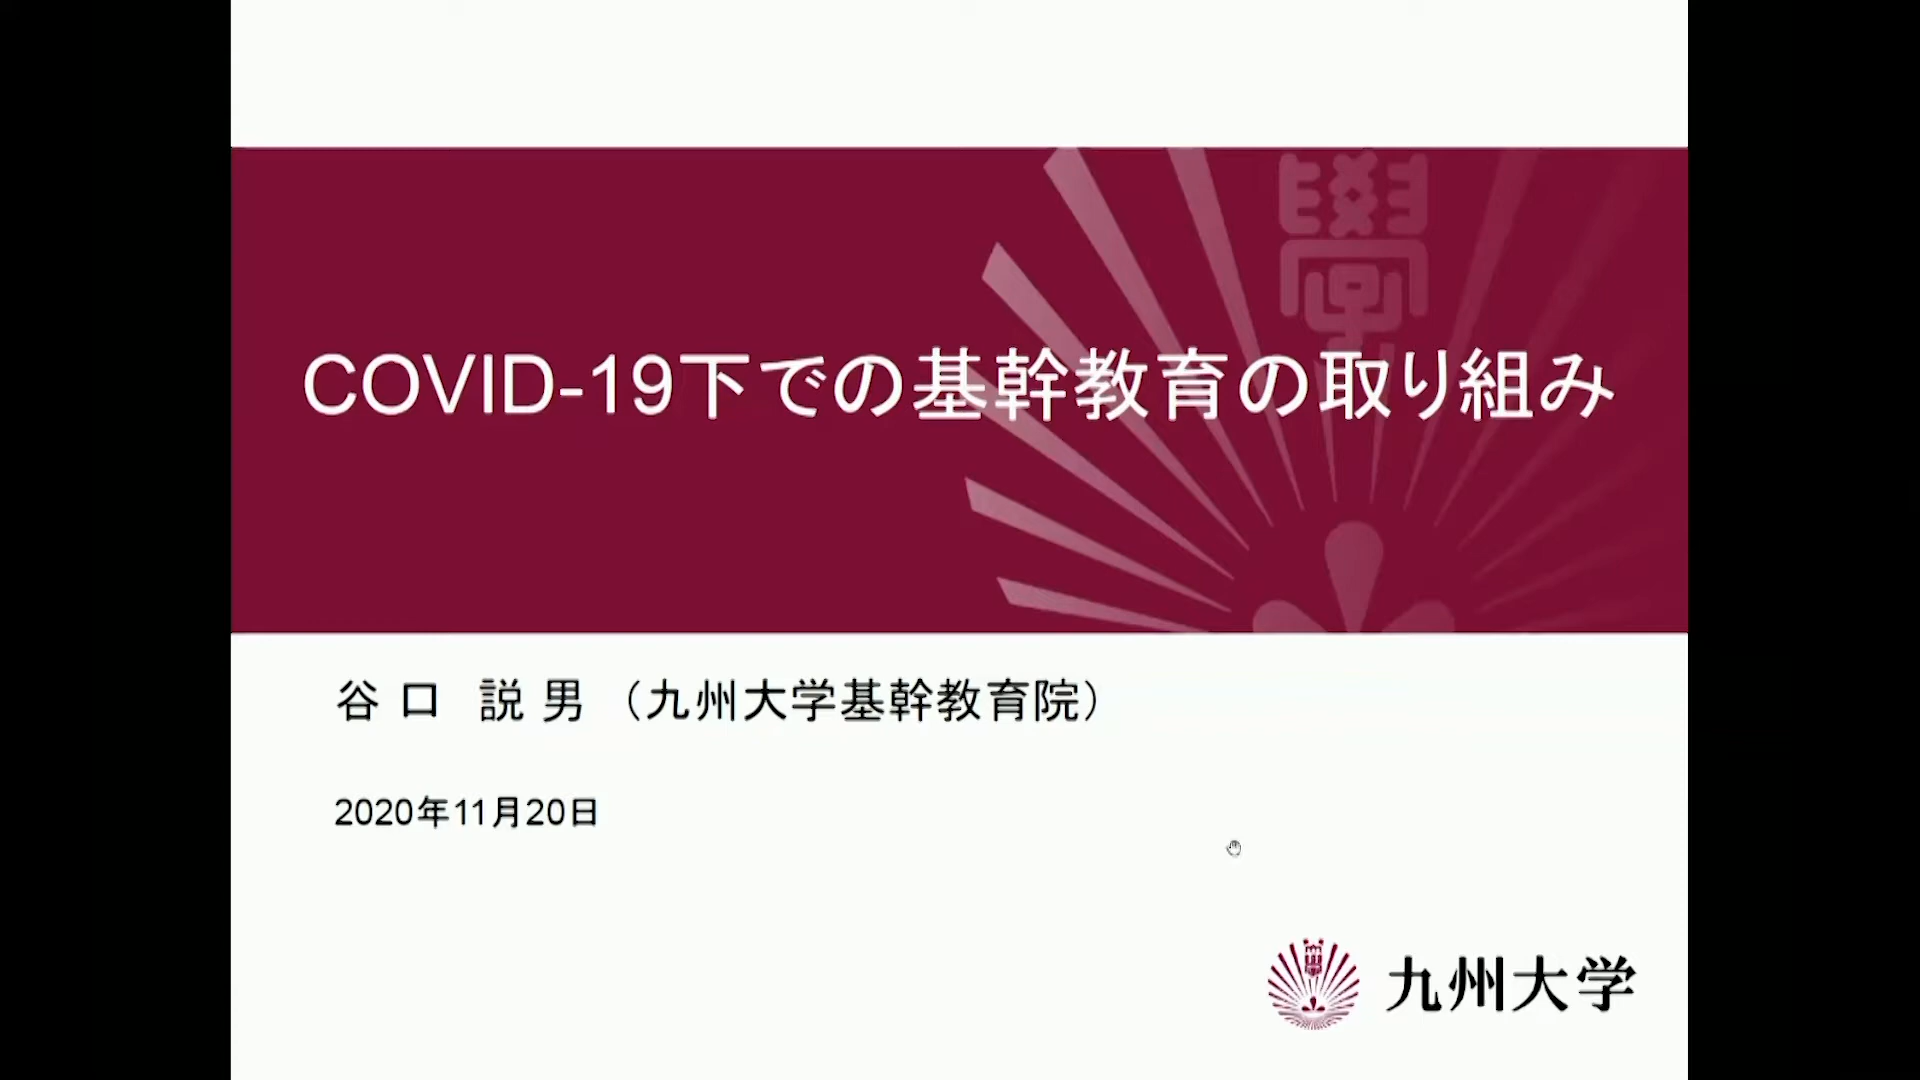 學
COVID-19下での基幹教育の取り組み
谷 口 説 男 （九州大学基幹教育院）
2020年11月20日
九州大学